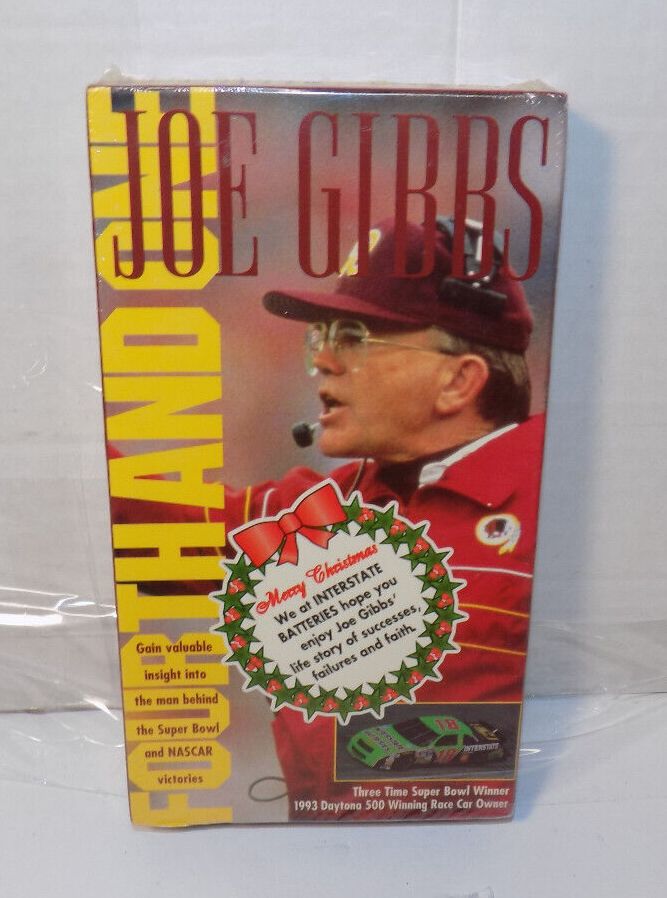 JOE GIBBS
FOURTH AND ONE
Merry Christmas
We at INTERSTATE
BATTERIES hope you
enjoy Joe Gibbs'
life story of successes,
failures and faith.
Gain valuable
insight into
the man behind
the Super Bowl
and NASCAR
victories
18
INTERSTATE
Three Time Super Bowl Winner
1993 Daytona 500 Winning Race Car Owner